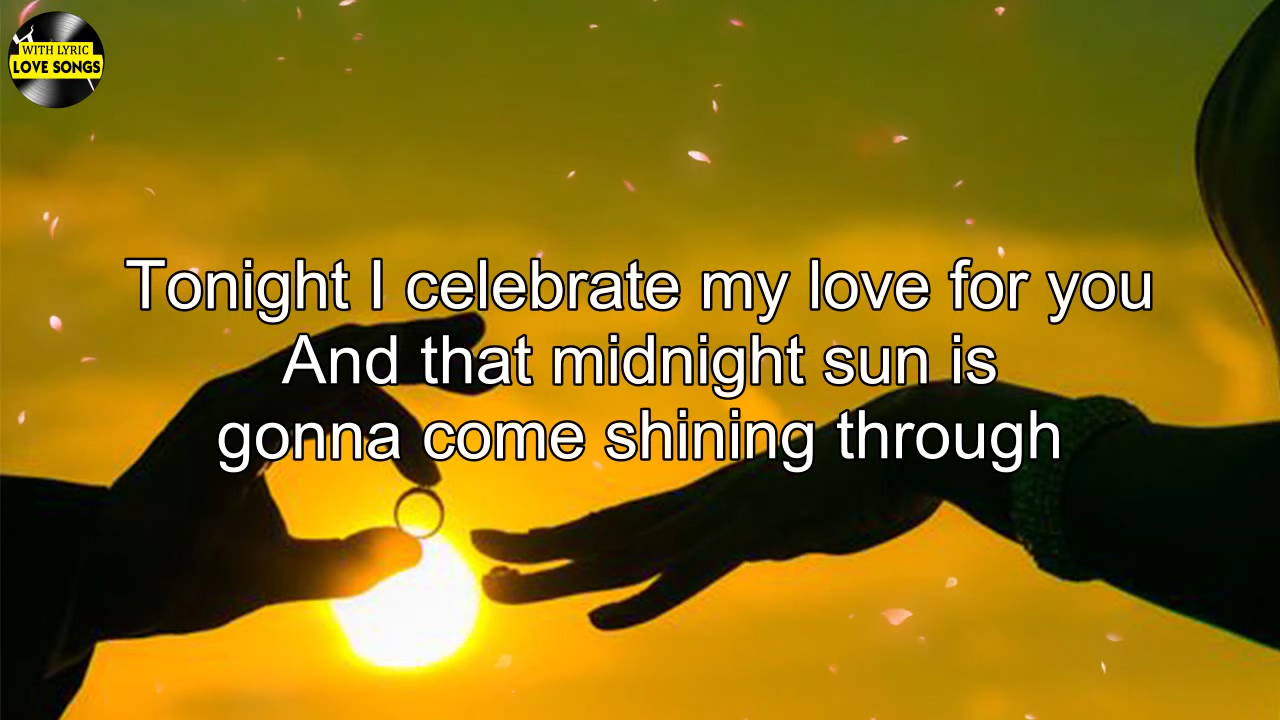 WITH LYRIC
LOVE SONGS
Tonight I celebrate my love for you
And that midnight sun is
gonna come shining through